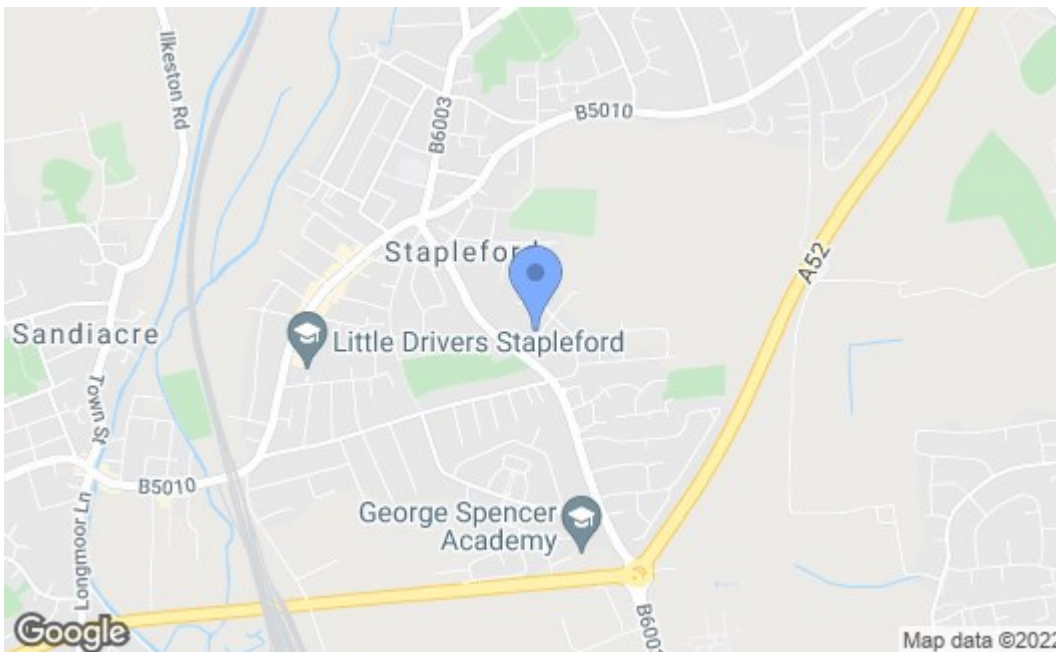 Ilkeston Rd
B6003
B5010
Stapleford
A52
Sandiacre
Little Drivers Stapleford
Town St
B5010
Longmoor Ln
George Spencer
Academy
B6003
Google
Map data ©2022